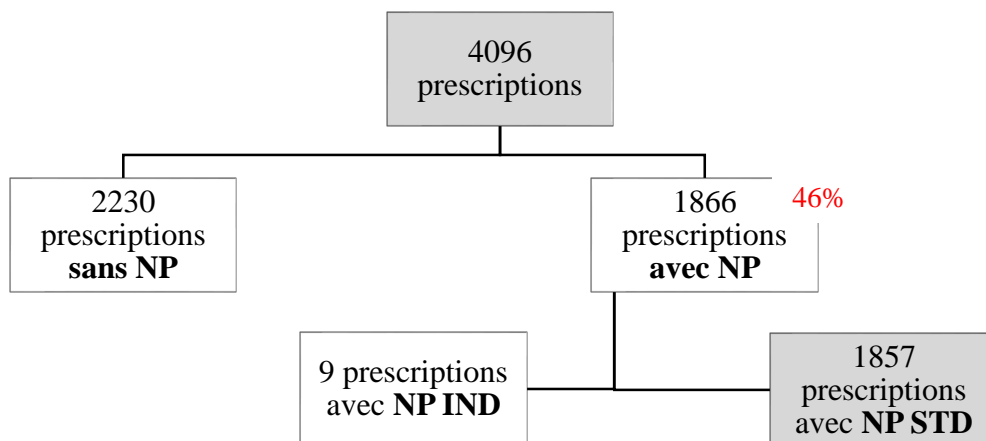 4096
prescriptions
2230
prescriptions
sans NP
1866
prescriptions
avec NP
46%
9 prescriptions
avec NP IND
1857
prescriptions
avec NP STD